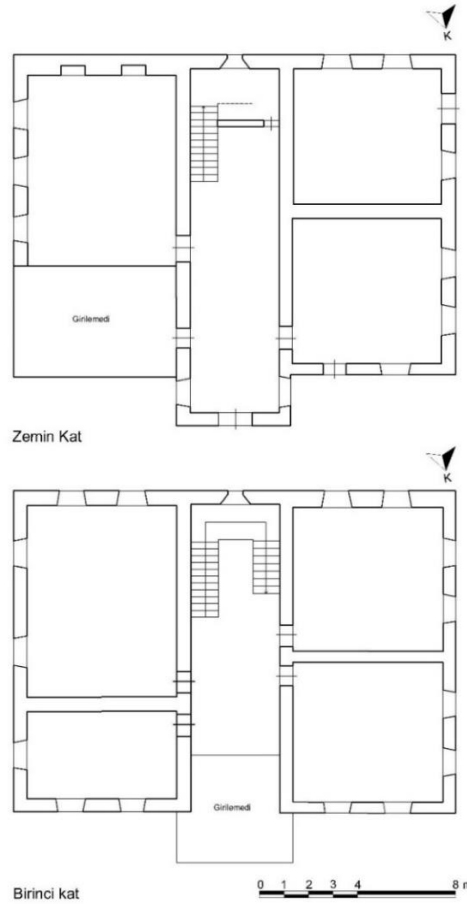 K
Girilemedi
Zemin Kat
K
Girilemedi
Birinci kat
0 1 2 3 4 8 m